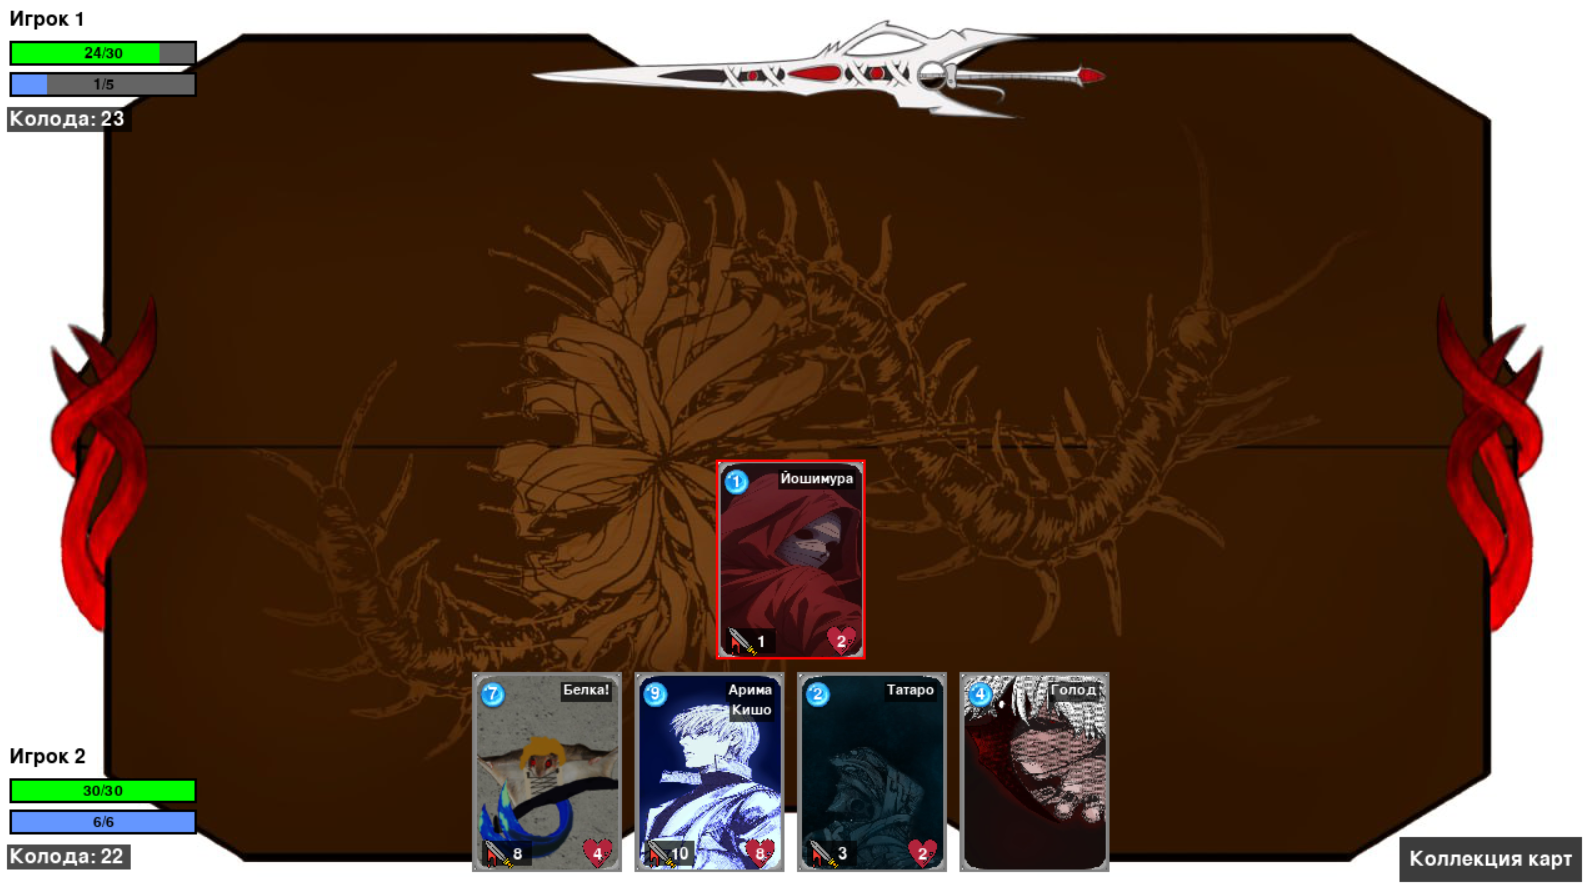 Игрок 1
24/30
1/5
Колода: 23
1
Йошимура
1
2
7
Белка!
8
4
9
Арима
Кишо
10
8
2
Татаро
3
2
4
Голод
Игрок 2
30/30
6/6
Колода: 22
Коллекция карт